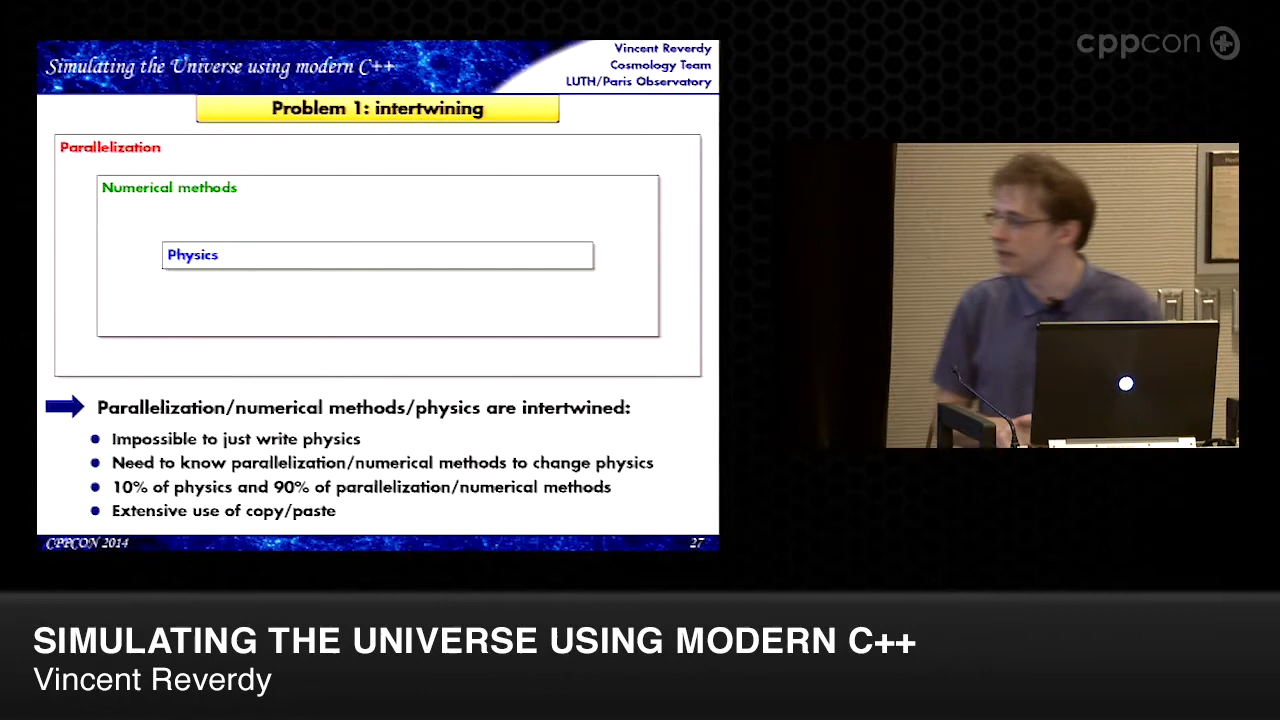 cppcon
Simulating the Universe using modern C++
Vincent Reverdy
Cosmology Team
LUTH/Paris Observatory
Problem 1: intertwining
Parallelization
Numerical methods
Physics
Parallelization/numerical methods/physics are intertwined:
Impossible to just write physics
Need to know parallelization/numerical methods to change physics
10% of physics and 90% of parallelization/numerical methods
Extensive use of copy/paste
CPPCON 2014
27
SIMULATING THE UNIVERSE USING MODERN C++
Vincent Reverdy